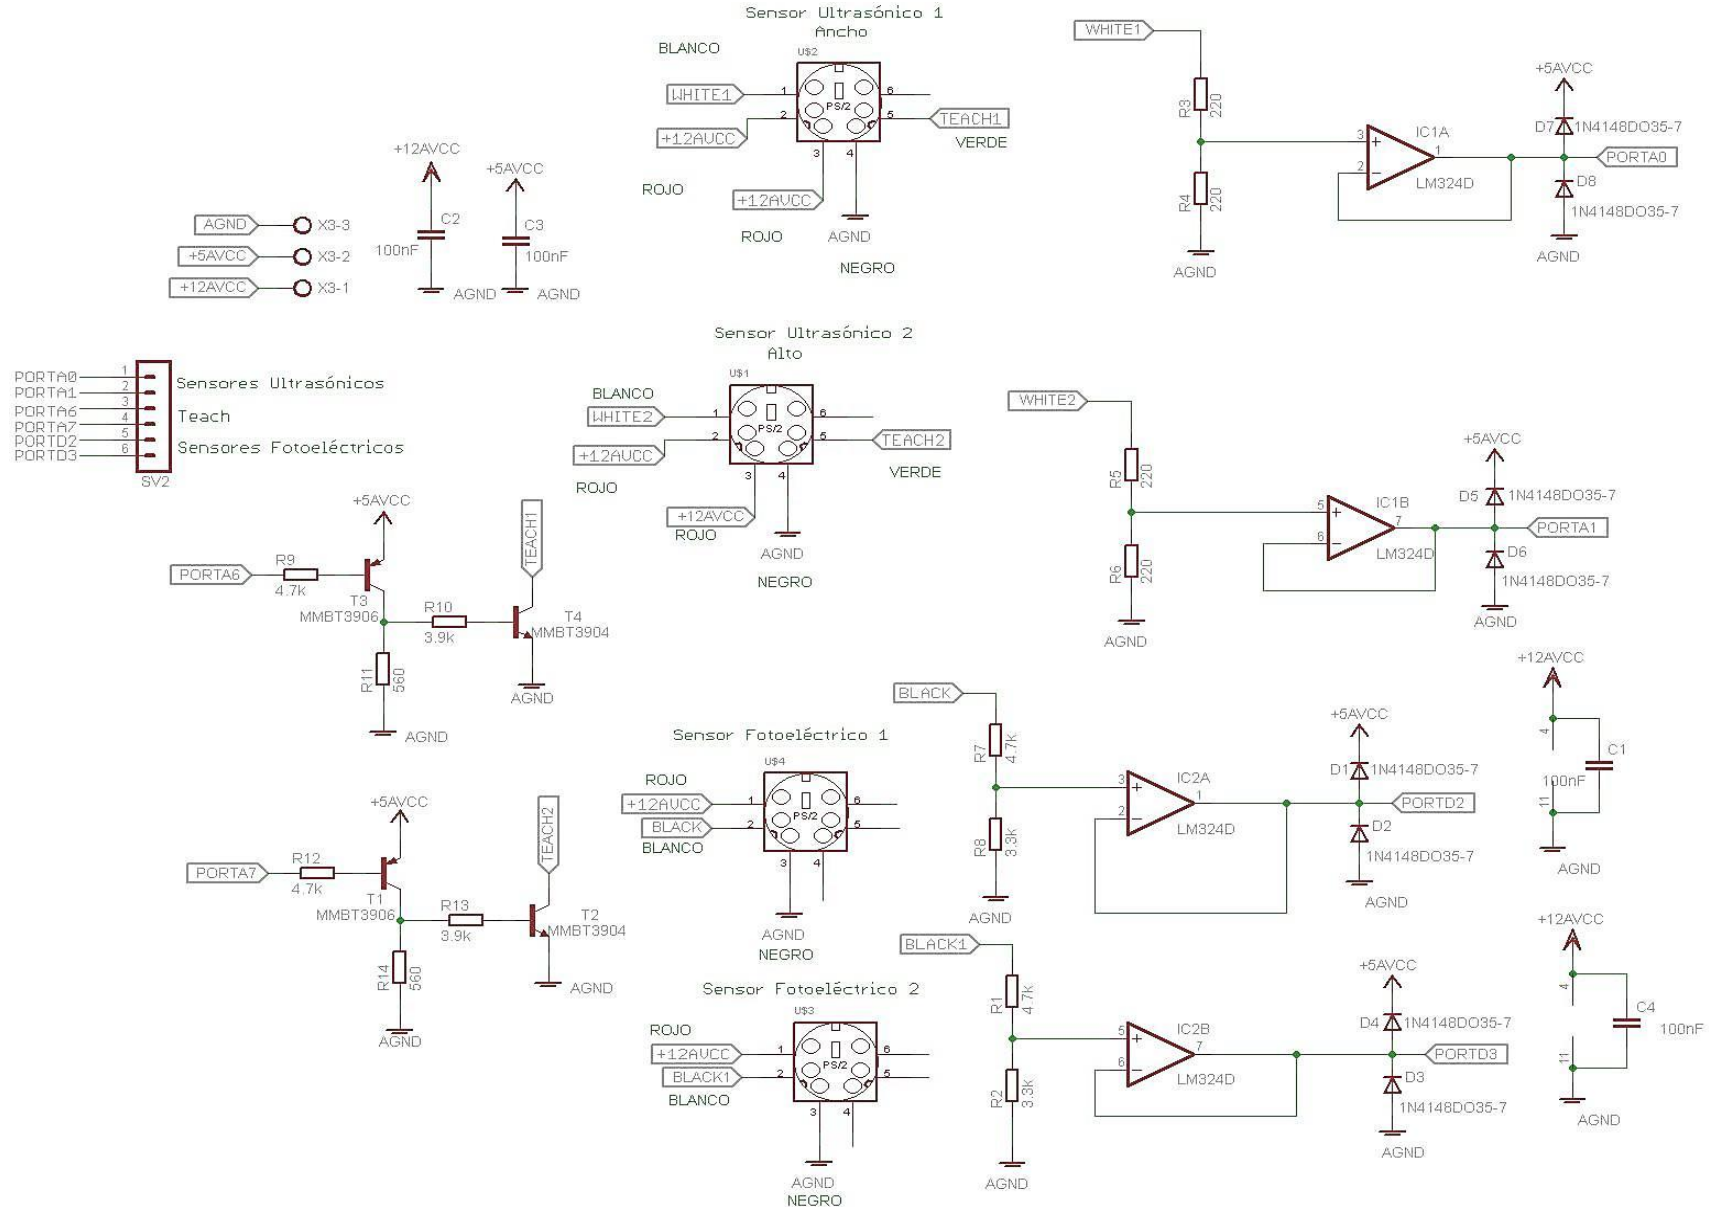 Sensor Ultrasónico 1
Ancho
BLANCO
U$2
WHITE1
1
6
PS/2
+12AVCC
2
5
TEACH1
VERDE
ROJO
3
4
+12AVCC
ROJO
AGND
NEGRO
WHITE1
R3
220
R4
220
AGND
3
2
1
IC1A
LM324D
+5AVCC
D7
1N4148DO35-7
PORTA0
D8
1N4148DO35-7
AGND
+12AVCC
C2
100nF
AGND
+5AVCC
C3
100nF
AGND
AGND
X3-3
+5AVCC
X3-2
+12AVCC
X3-1
PORTA0
1
PORTA1
2
PORTA6
3
PORTA7
4
PORTD2
5
PORTD3
6
Sensores Ultrasónicos
Teach
Sensores Fotoeléctricos
SV2
Sensor Ultrasónico 2
Alto
U$1
BLANCO
WHITE2
1
6
PS/2
+12AVCC
2
5
TEACH2
VERDE
ROJO
3
4
+12AVCC
ROJO
AGND
NEGRO
WHITE2
R5
220
R6
220
AGND
5
6
7
IC1B
LM324D
+5AVCC
D5
1N4148DO35-7
PORTA1
D6
1N4148DO35-7
AGND
+5AVCC
PORTA6
R9
4.7k
T3
MMBT3906
R10
3.9k
TEACH1
T4
MMBT3904
AGND
R11
560
AGND
+5AVCC
PORTA7
R12
4.7k
T1
MMBT3906
R13
3.9k
TEACH2
T2
MMBT3904
AGND
R14
560
AGND
Sensor Fotoeléctrico 1
U$4
ROJO
+12AVCC
1
6
PS/2
BLACK
2
5
BLANCO
3
4
AGND
NEGRO
BLACK
R7
4.7k
R8
3.3k
AGND
3
2
1
IC2A
LM324D
+5AVCC
D1
1N4148DO35-7
PORTD2
D2
1N4148DO35-7
AGND
+12AVCC
4
C1
100nF
11
AGND
Sensor Fotoeléctrico 2
U$3
ROJO
+12AVCC
1
6
PS/2
BLACK1
2
5
BLANCO
3
4
AGND
NEGRO
BLACK1
R1
4.7k
R2
3.3k
AGND
5
6
7
IC2B
LM324D
+5AVCC
D4
1N4148DO35-7
PORTD3
D3
1N4148DO35-7
AGND
+12AVCC
4
C4
100nF
11
AGND